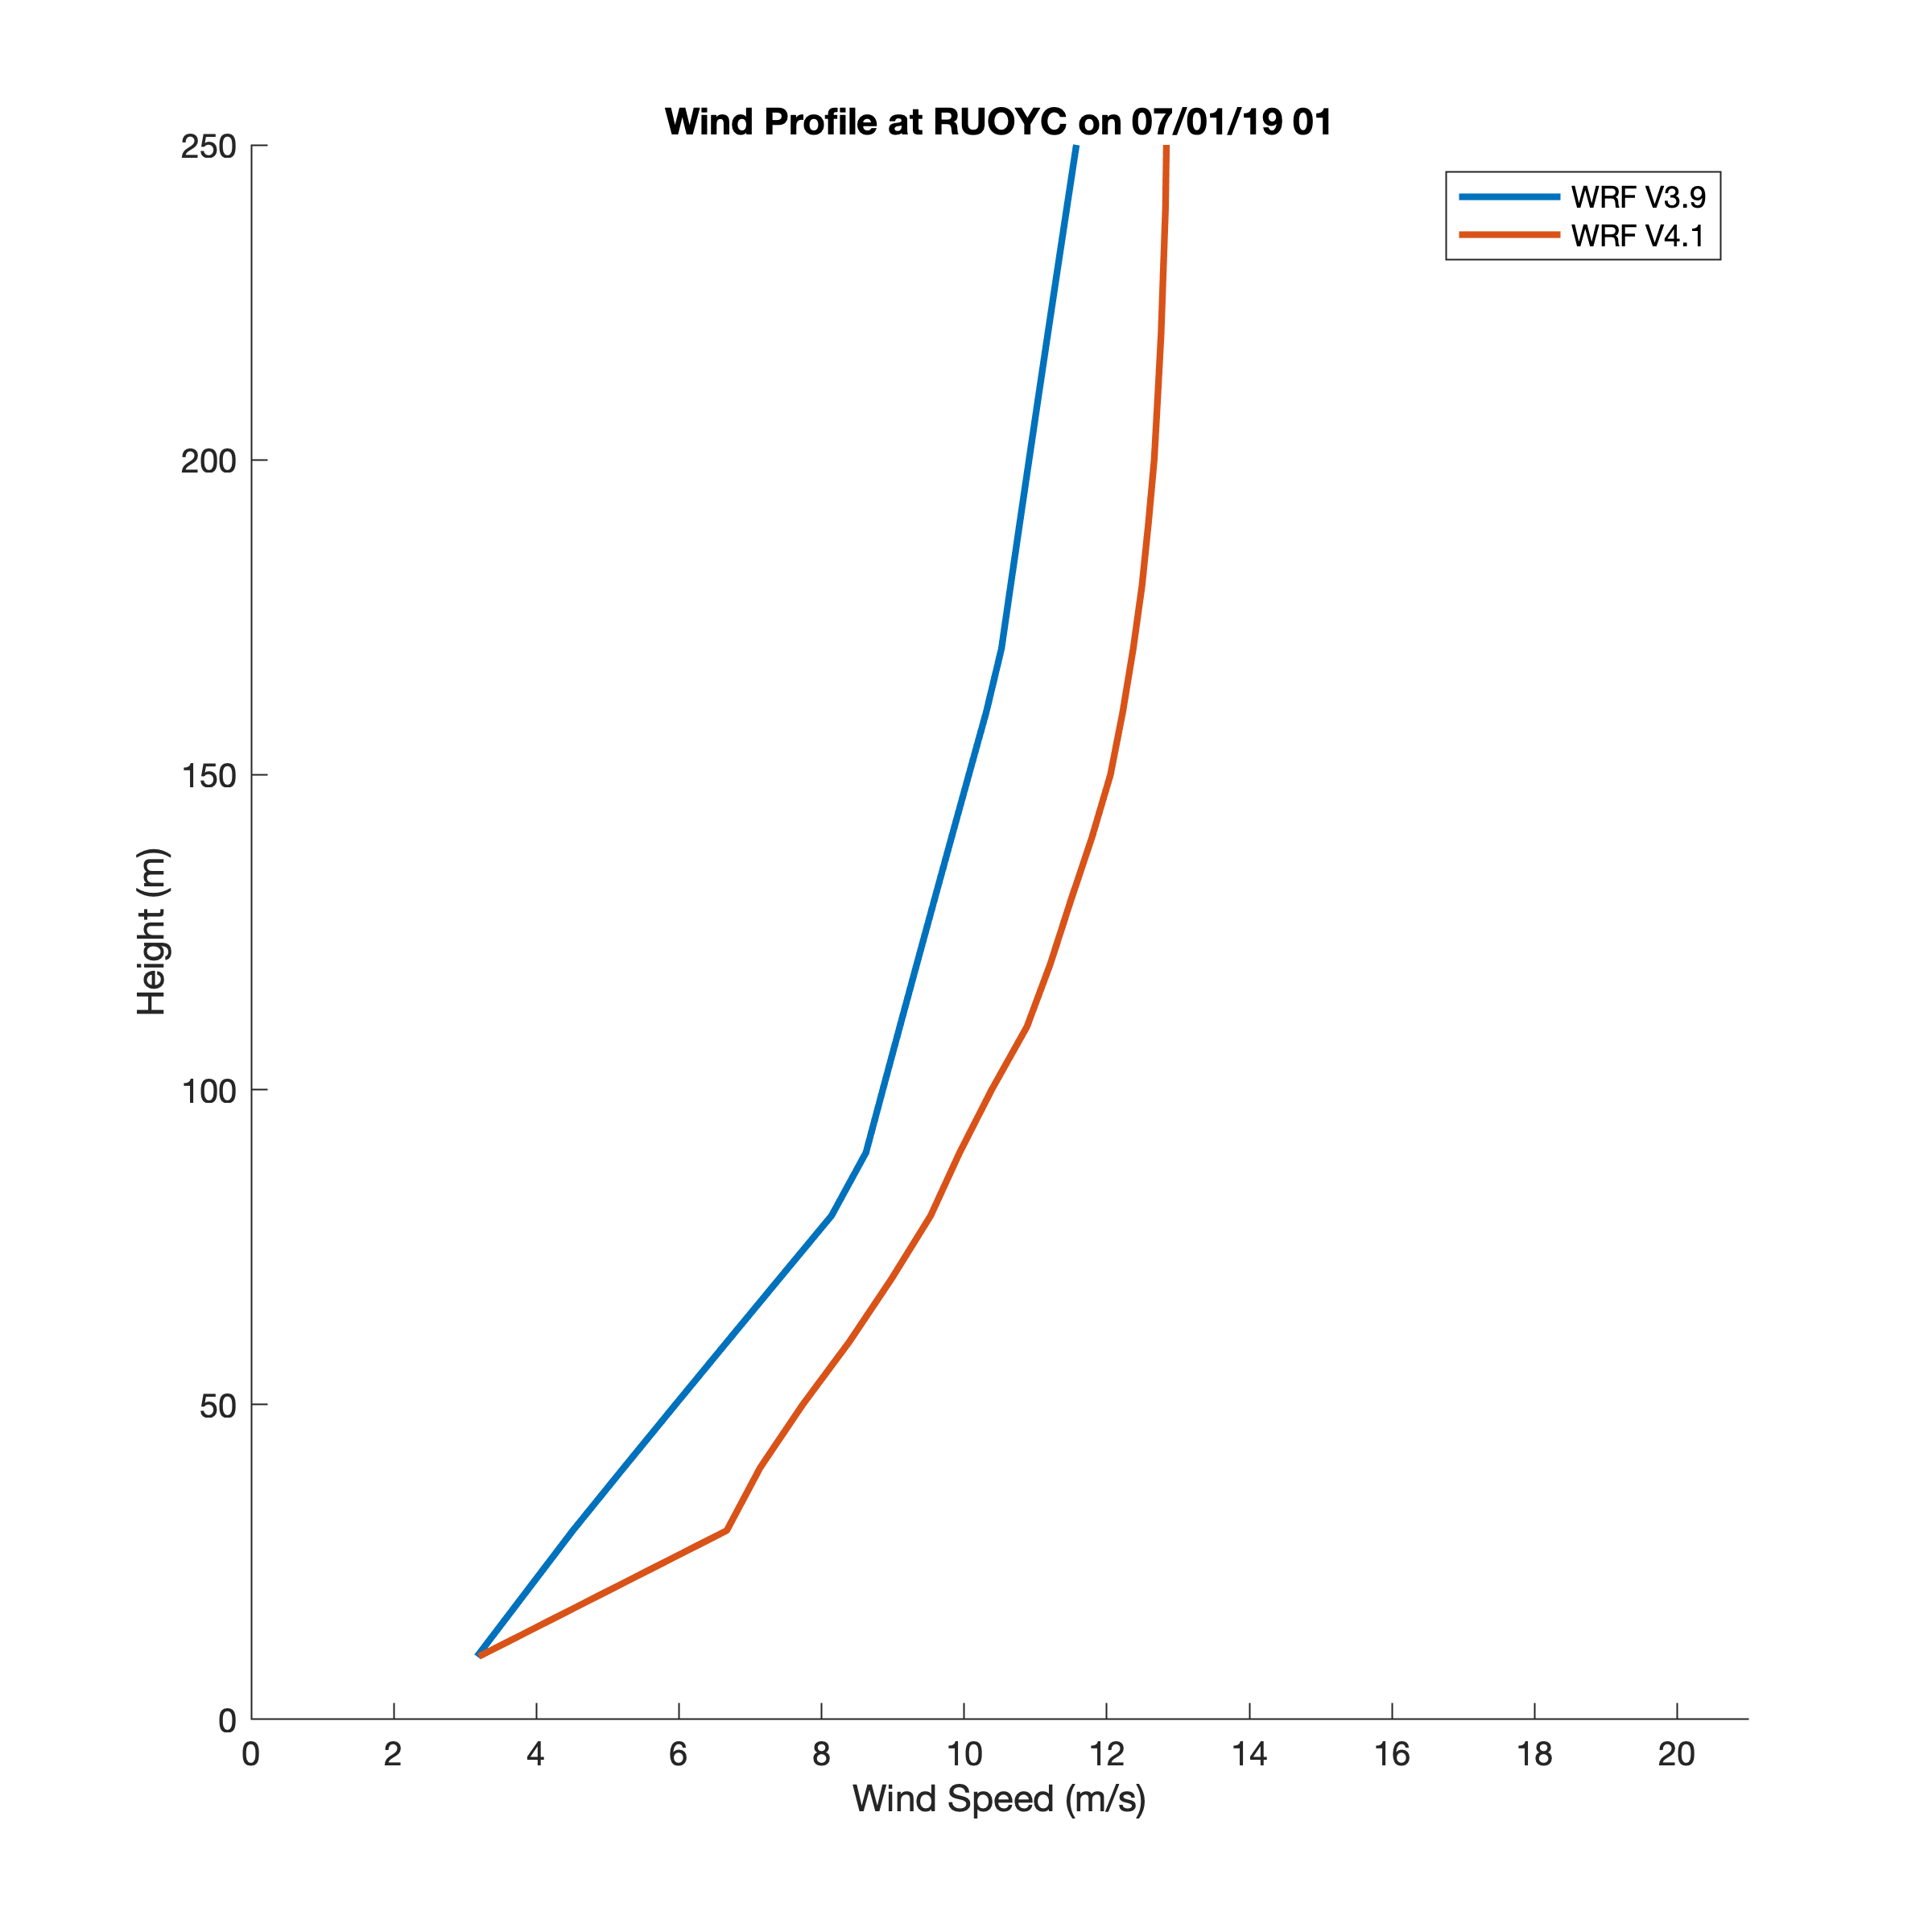 Wind Profile at RUOYC on 07/01/19 01
250
200
150
100
50
0
Height (m)
WRF V3.9
WRF V4.1
0 2 4 6 8 10 12 14 16 18 20
Wind Speed (m/s)